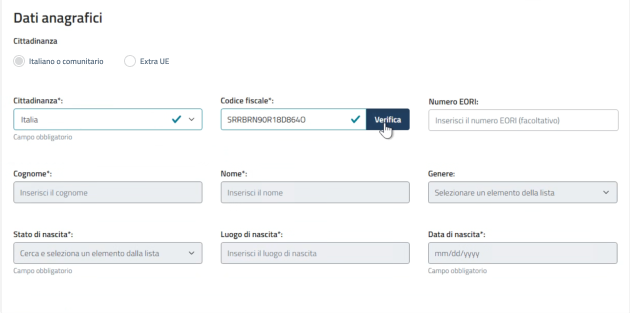 Dati anagrafici
Cittadinanza
Italiano o comunitario Extra UE
Cittadinanza*: Codice fiscale*: Numero EORI:
Italia SRRBRN90R18D864O Verifica Inserisci il numero EORI (facoltativo)
Campo obbligatorio
Cognome*: Nome*: Genere:
Inserisci il cognome Inserisci il nome Selezionare un elemento della lista
Stato di nascita*: Luogo di nascita*: Data di nascita*:
Cerca e seleziona un elemento dalla lista Inserisci il luogo di nascita mm/dd/yyyy
Campo obbligatorio Campo obbligatorio